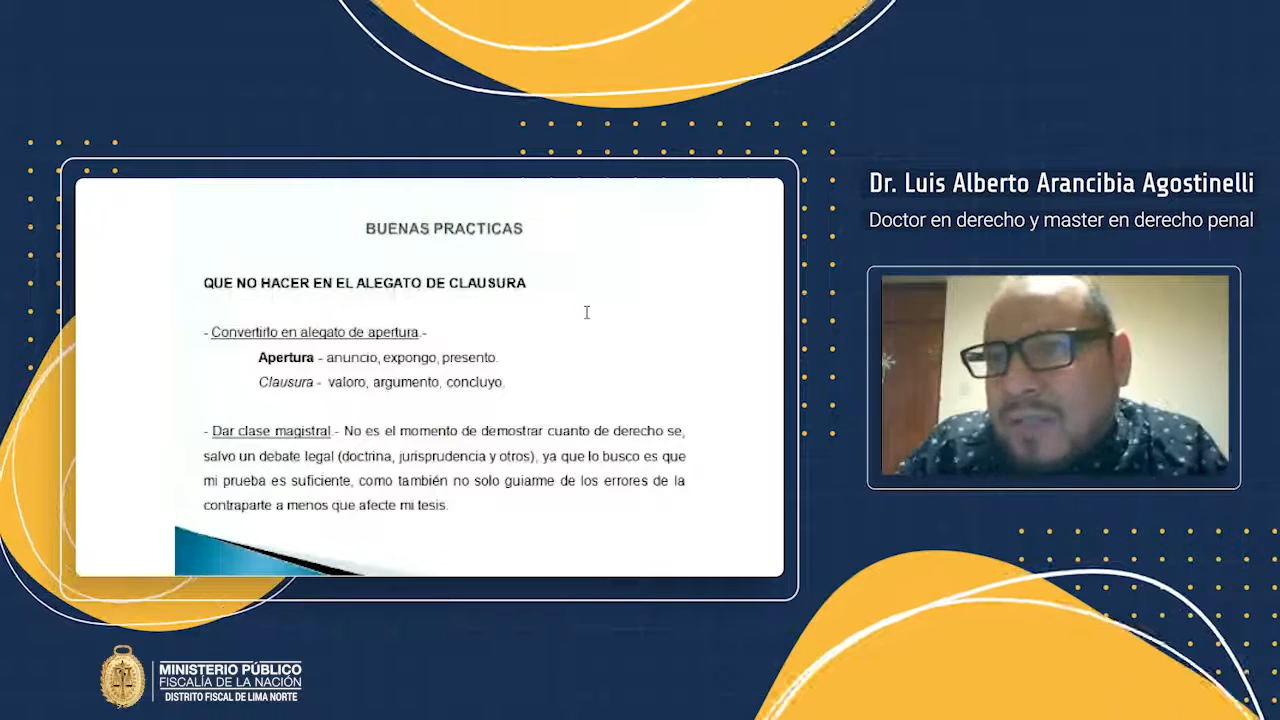 BUENAS PRACTICAS
QUE NO HACER EN EL ALEGATO DE CLAUSURA
- Convertirlo en alegato de apertura.-
Apertura - anuncio, expongo, presento.
Clausura - valoro, argumento, concluyo.
- Dar clase magistral.- No es el momento de demostrar cuanto de derecho se,
salvo un debate legal (doctrina, jurisprudencia y otros), ya que lo busco es que
mi prueba es suficiente, como también no solo guiarme de los errores de la
contraparte a menos que afecte mi tesis.
Dr. Luis Alberto Arancibia Agostinelli
Doctor en derecho y master en derecho penal
MINISTERIO PÚBLICO
FISCALÍA DE LA NACIÓN
DISTRITO FISCAL DE LIMA NORTE